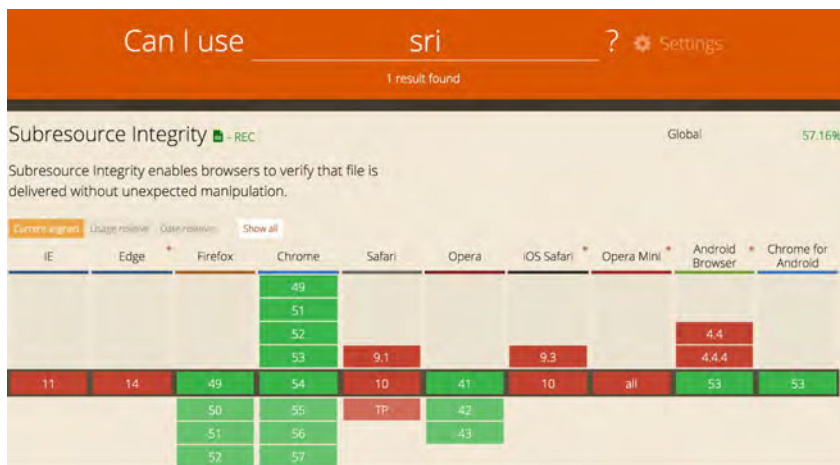 Can I use sri ? Settings
1 result found
Subresource Integrity - REC
Global 57.16%
Subresource Integrity enables browsers to verify that file is
delivered without unexpected manipulation.
Current aligned Usage relative Date relative Show all
IE Edge * Firefox Chrome Safari Opera iOS Safari * Opera Mini * Android Browser * Chrome for Android
49
51
52 4.4
53 9.1 9.3 4.4.4
11 14 49 54 10 41 10 all 53 53
50 55 TP 42
51 56 43
52 57